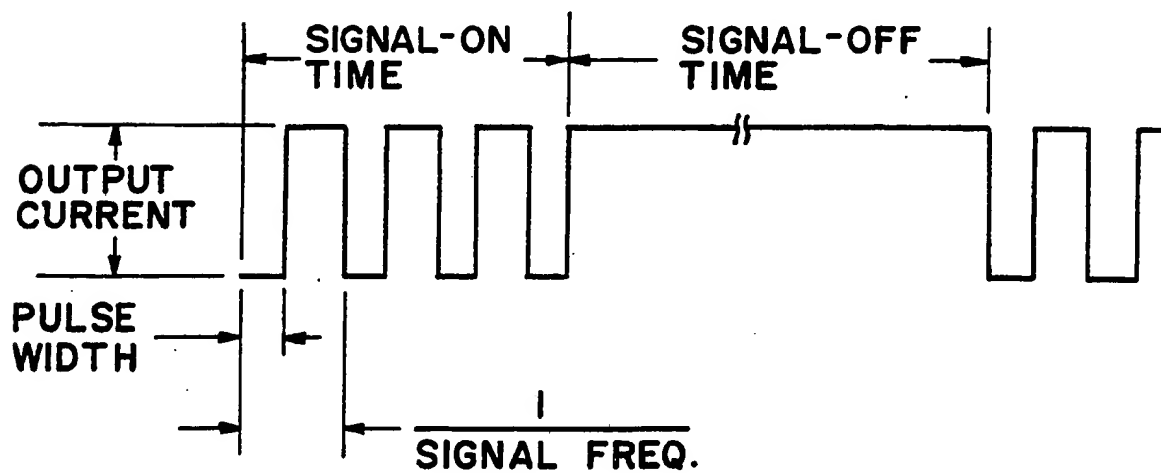 SIGNAL-ON
TIME
SIGNAL-OFF
TIME
OUTPUT
CURRENT
PULSE
WIDTH
1
SIGNAL FREQ.